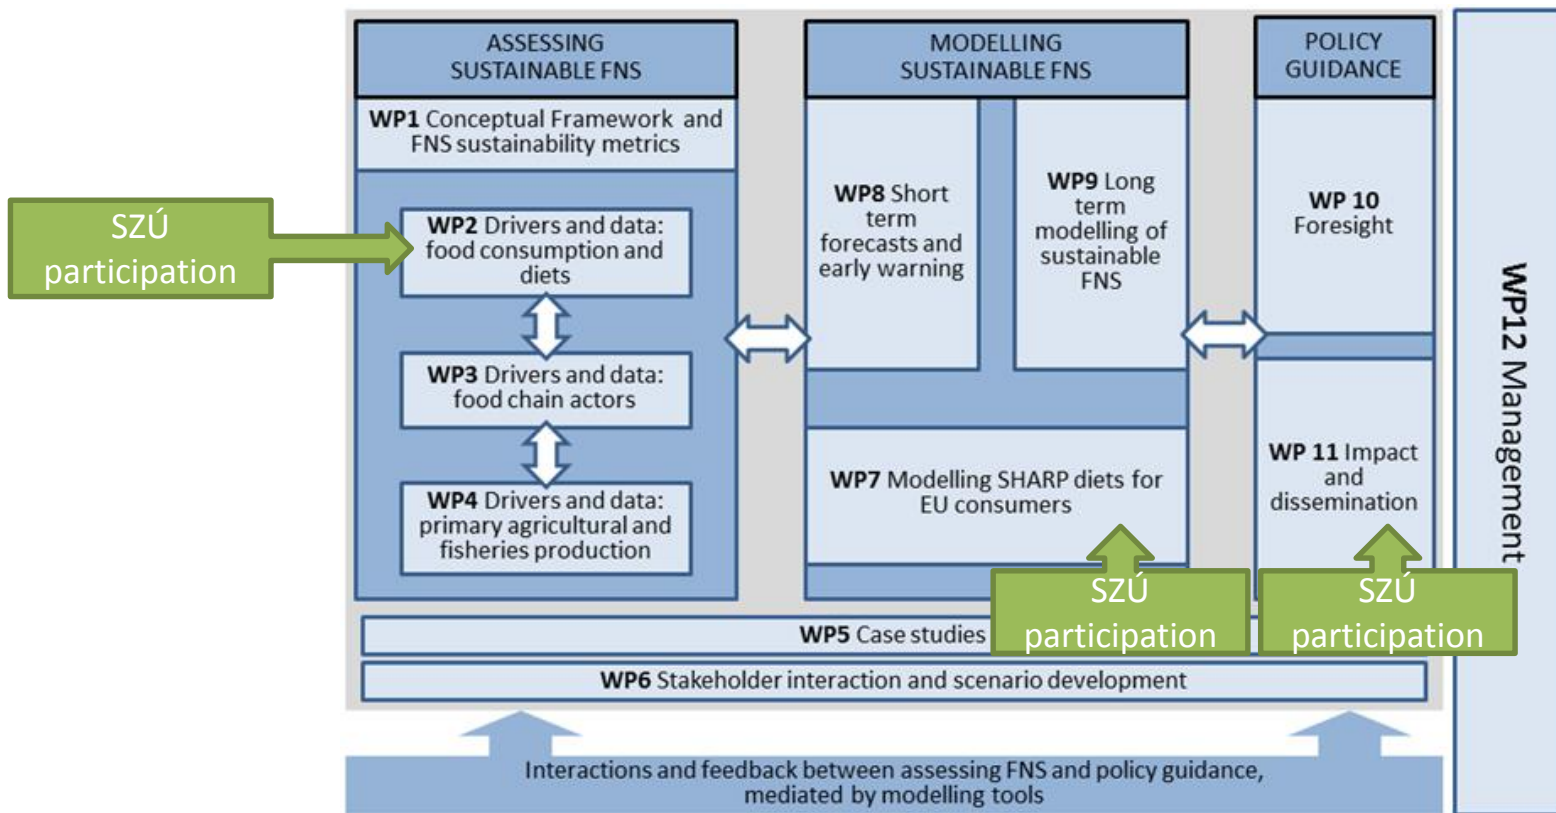 ASSESSING
SUSTAINABLE FNS
WP1 Conceptual Framework and
FNS sustainability metrics
SZÚ
participation
WP2 Drivers and data:
food consumption and
diets
WP3 Drivers and data:
food chain actors
WP4 Drivers and data:
primary agricultural and
fisheries production
MODELLING
SUSTAINABLE FNS
WP8 Short
term
forecasts and
early warning
WP9 Long
term
modelling of
sustainable
FNS
WP7 Modelling SHARP diets for
EU consumers
SZÚ
participation
POLICY
GUIDANCE
WP 10
Foresight
WP 11 Impact
and
dissemination
SZÚ
participation
WP12 Management
WP5 Case studies
WP6 Stakeholder interaction and scenario development
Interactions and feedback between assessing FNS and policy guidance,
mediated by modelling tools